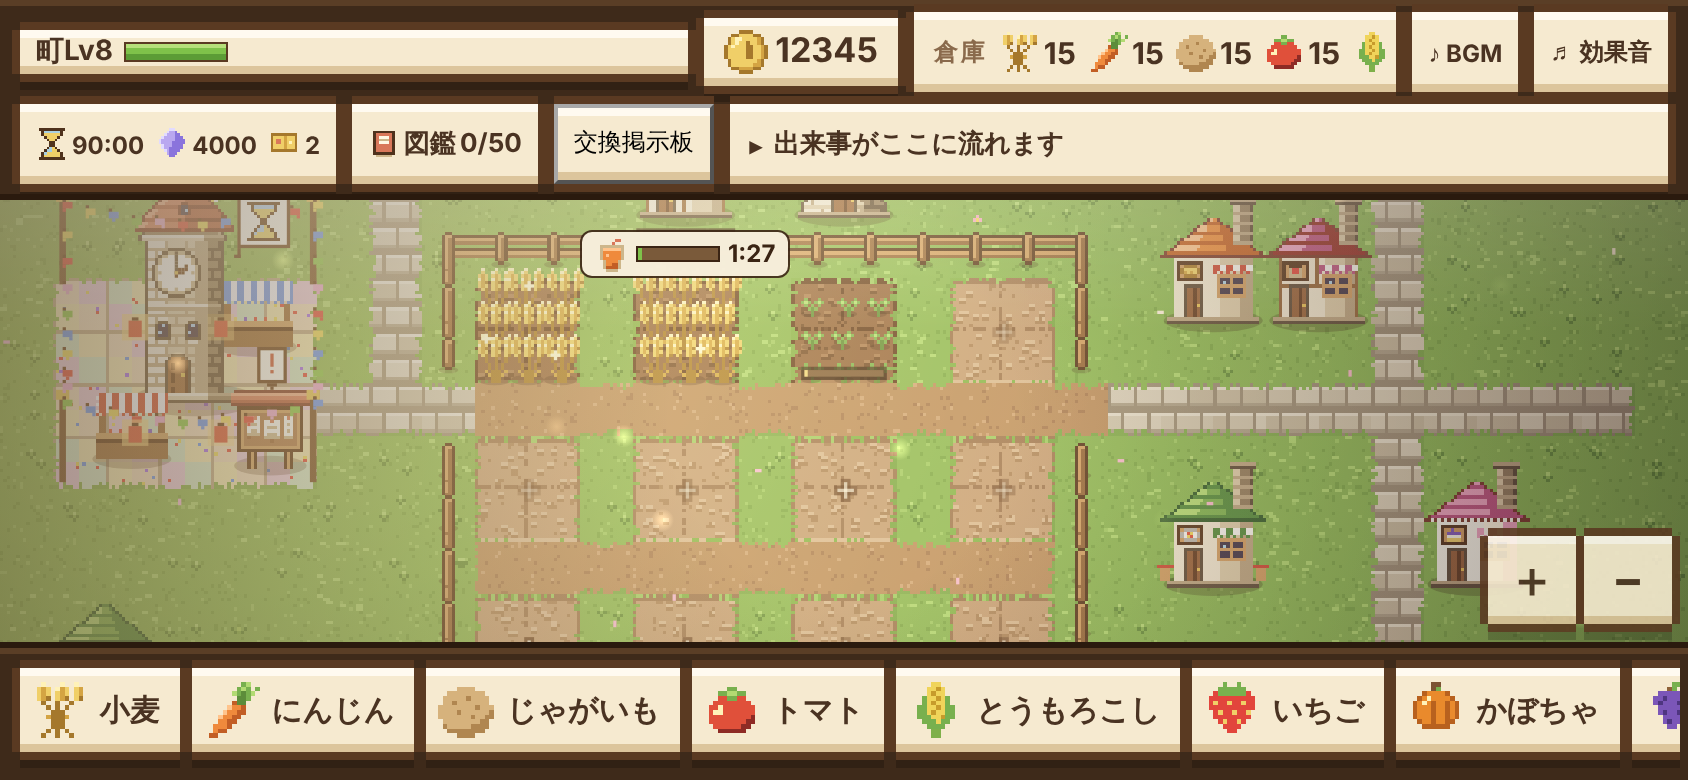 町Lv8
12345
倉庫 15 15 15 15
♪ BGM
♬ 効果音
90:00 4000 2
図鑑 0/50
交換掲示板
▸ 出来事がここに流れます
1:27
+ −
小麦
にんじん
じゃがいも
トマト
とうもろこし
いちご
かぼちゃ